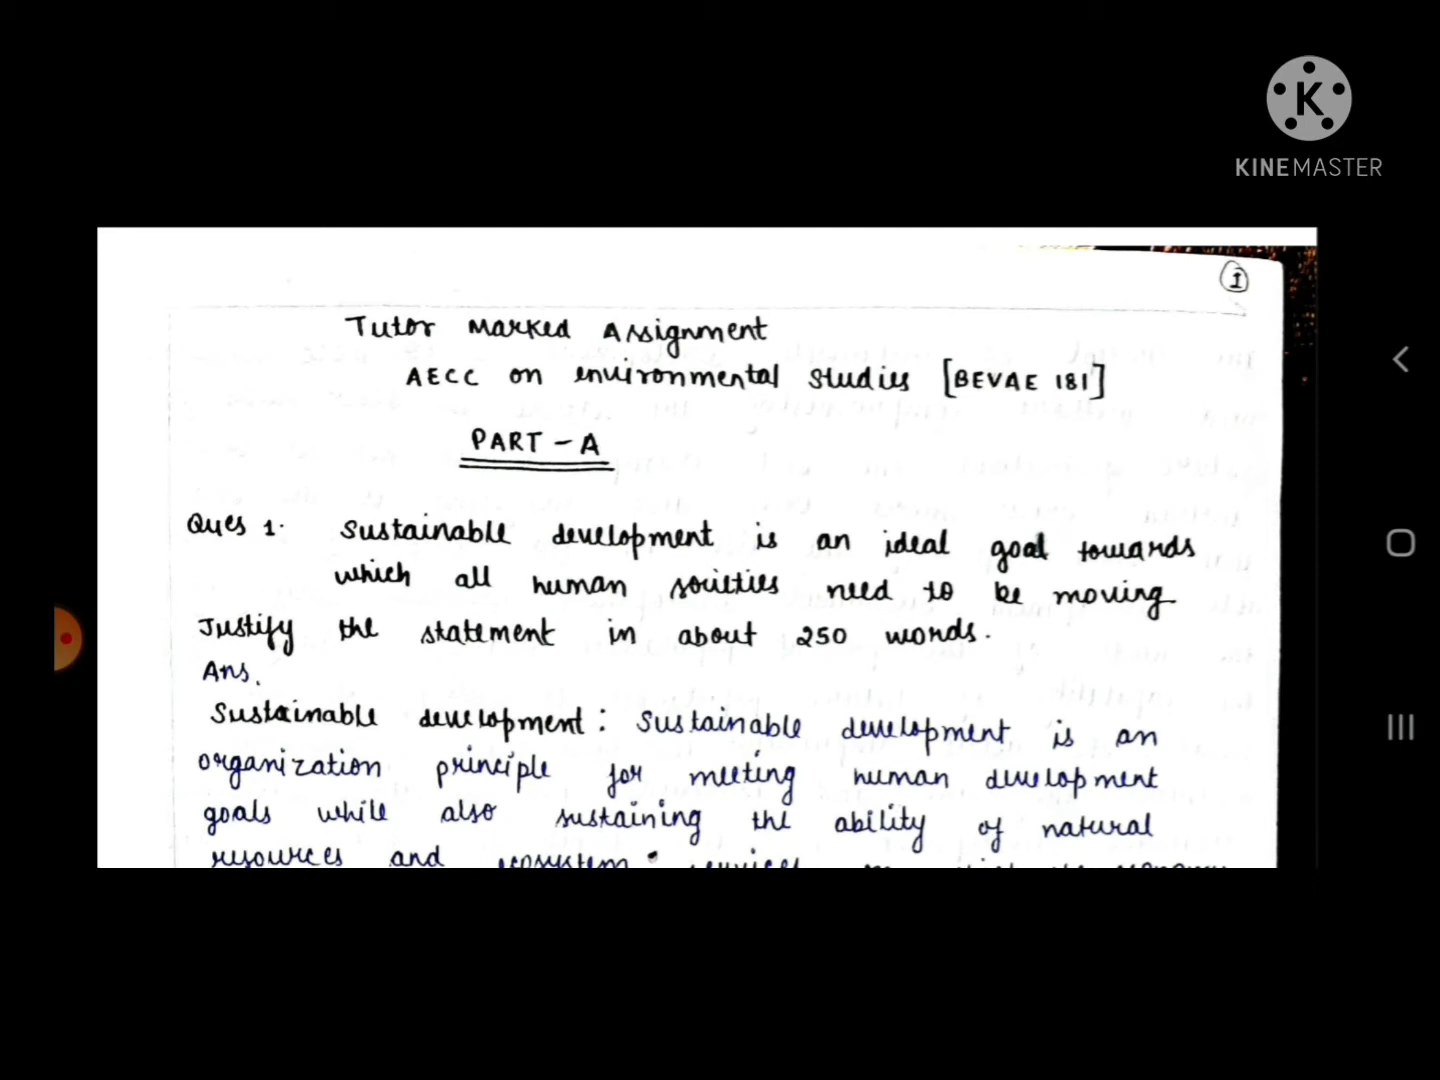 K
KINEMASTER
1
Tutor Marked Assignment
AECC on environmental studies [BEVAE 181]
PART - A
Ques 1. Sustainable development is an ideal goal towards
which all human societies need to be moving
Justify the statement in about 250 words.
Ans.
Sustainable development : Sustainable development is an
organization principle for meeting human development
goals while also sustaining the ability of natural
resources and ecosystem services